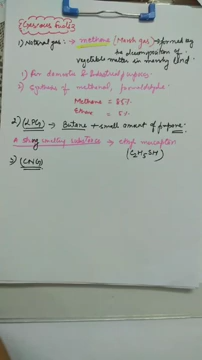 {Gaseous fuels}
1) Natural gas: → methane (Marsh gas) → formed by
the decomposition of
vegetable matter in marshy land.
1) For domestic & Industrial purposes.
2) Synthesis of methanol, formaldehyde.
Methane = 85%
Ethane = 5%
2) (LPG) → Butane + small amount of propane.
A strong smelling substance → ethyl mercaptan
(C2H5SH)
3) (CNG)